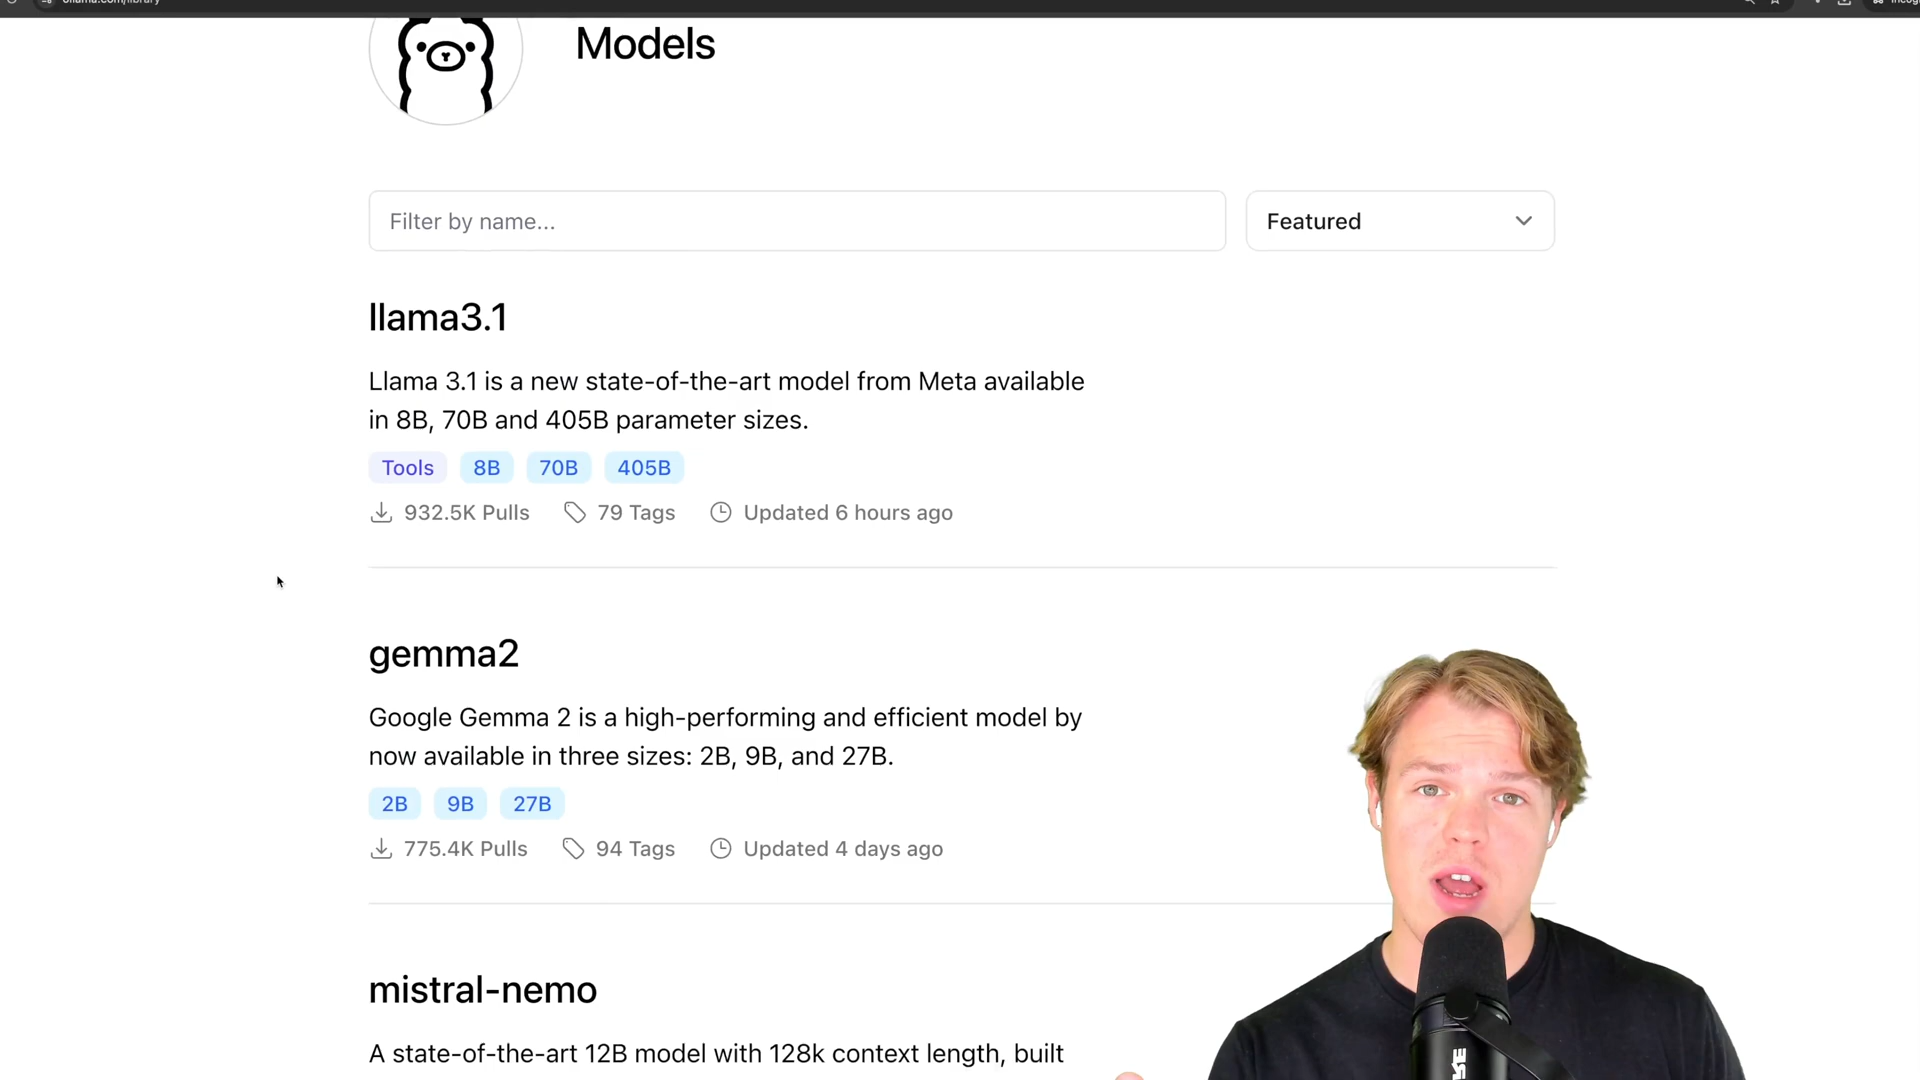 ollama.com/library
Models
Filter by name...
Featured
llama3.1
Llama 3.1 is a new state-of-the-art model from Meta available
in 8B, 70B and 405B parameter sizes.
Tools 8B 70B 405B
932.5K Pulls 79 Tags Updated 6 hours ago
gemma2
Google Gemma 2 is a high-performing and efficient model by
now available in three sizes: 2B, 9B, and 27B.
2B 9B 27B
775.4K Pulls 94 Tags Updated 4 days ago
mistral-nemo
A state-of-the-art 12B model with 128k context length, built